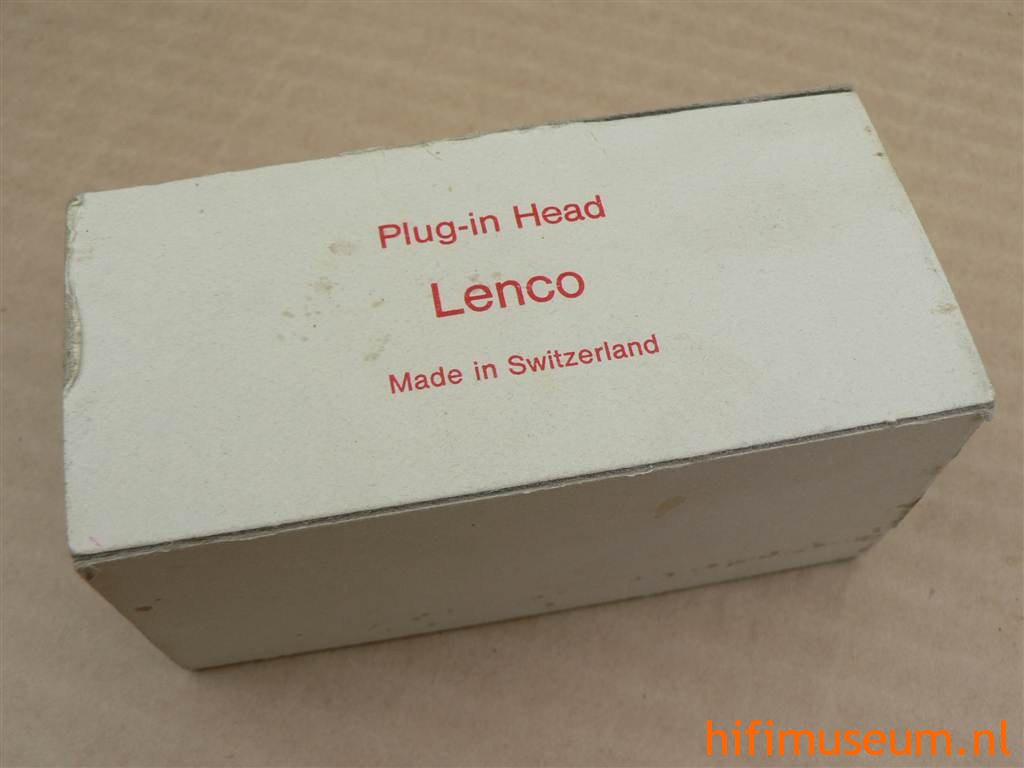 Plug-in Head
Lenco
Made in Switzerland
hifimuseum.nl